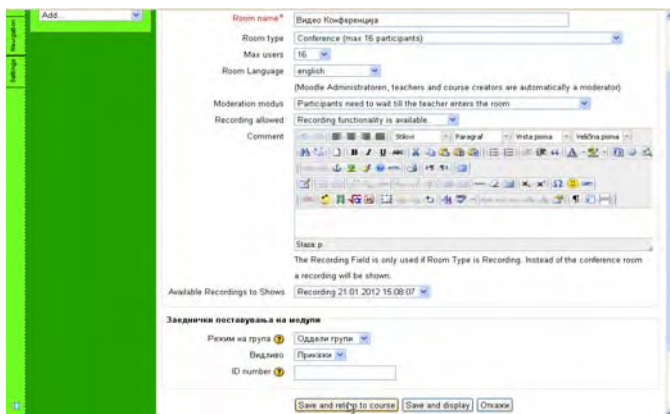 Add...
Navigation
Settings
Room name* Видео Конференција
Room type Conference (max 16 participants)
Max users 16
Room Language english
(Moodle Administratoren, teachers and course creators are automatically a moderator)
Moderation modus Participants need to wait till the teacher enters the room
Recording allowed Recording functionality is available.
Comment Stilovi Paragraf Vrsta pisma Veličina pisma
Staza: p
The Recording Field is only used if Room Type is Recording. Instead of the conference room
a recording will be shown.
Available Recordings to Shows Recording 21.01.2012 15:08:07
Заеднички поставувања на модули
Режим на група Оддели групи
Видливо Прикажи
ID number
Save and return to course Save and display Откажи